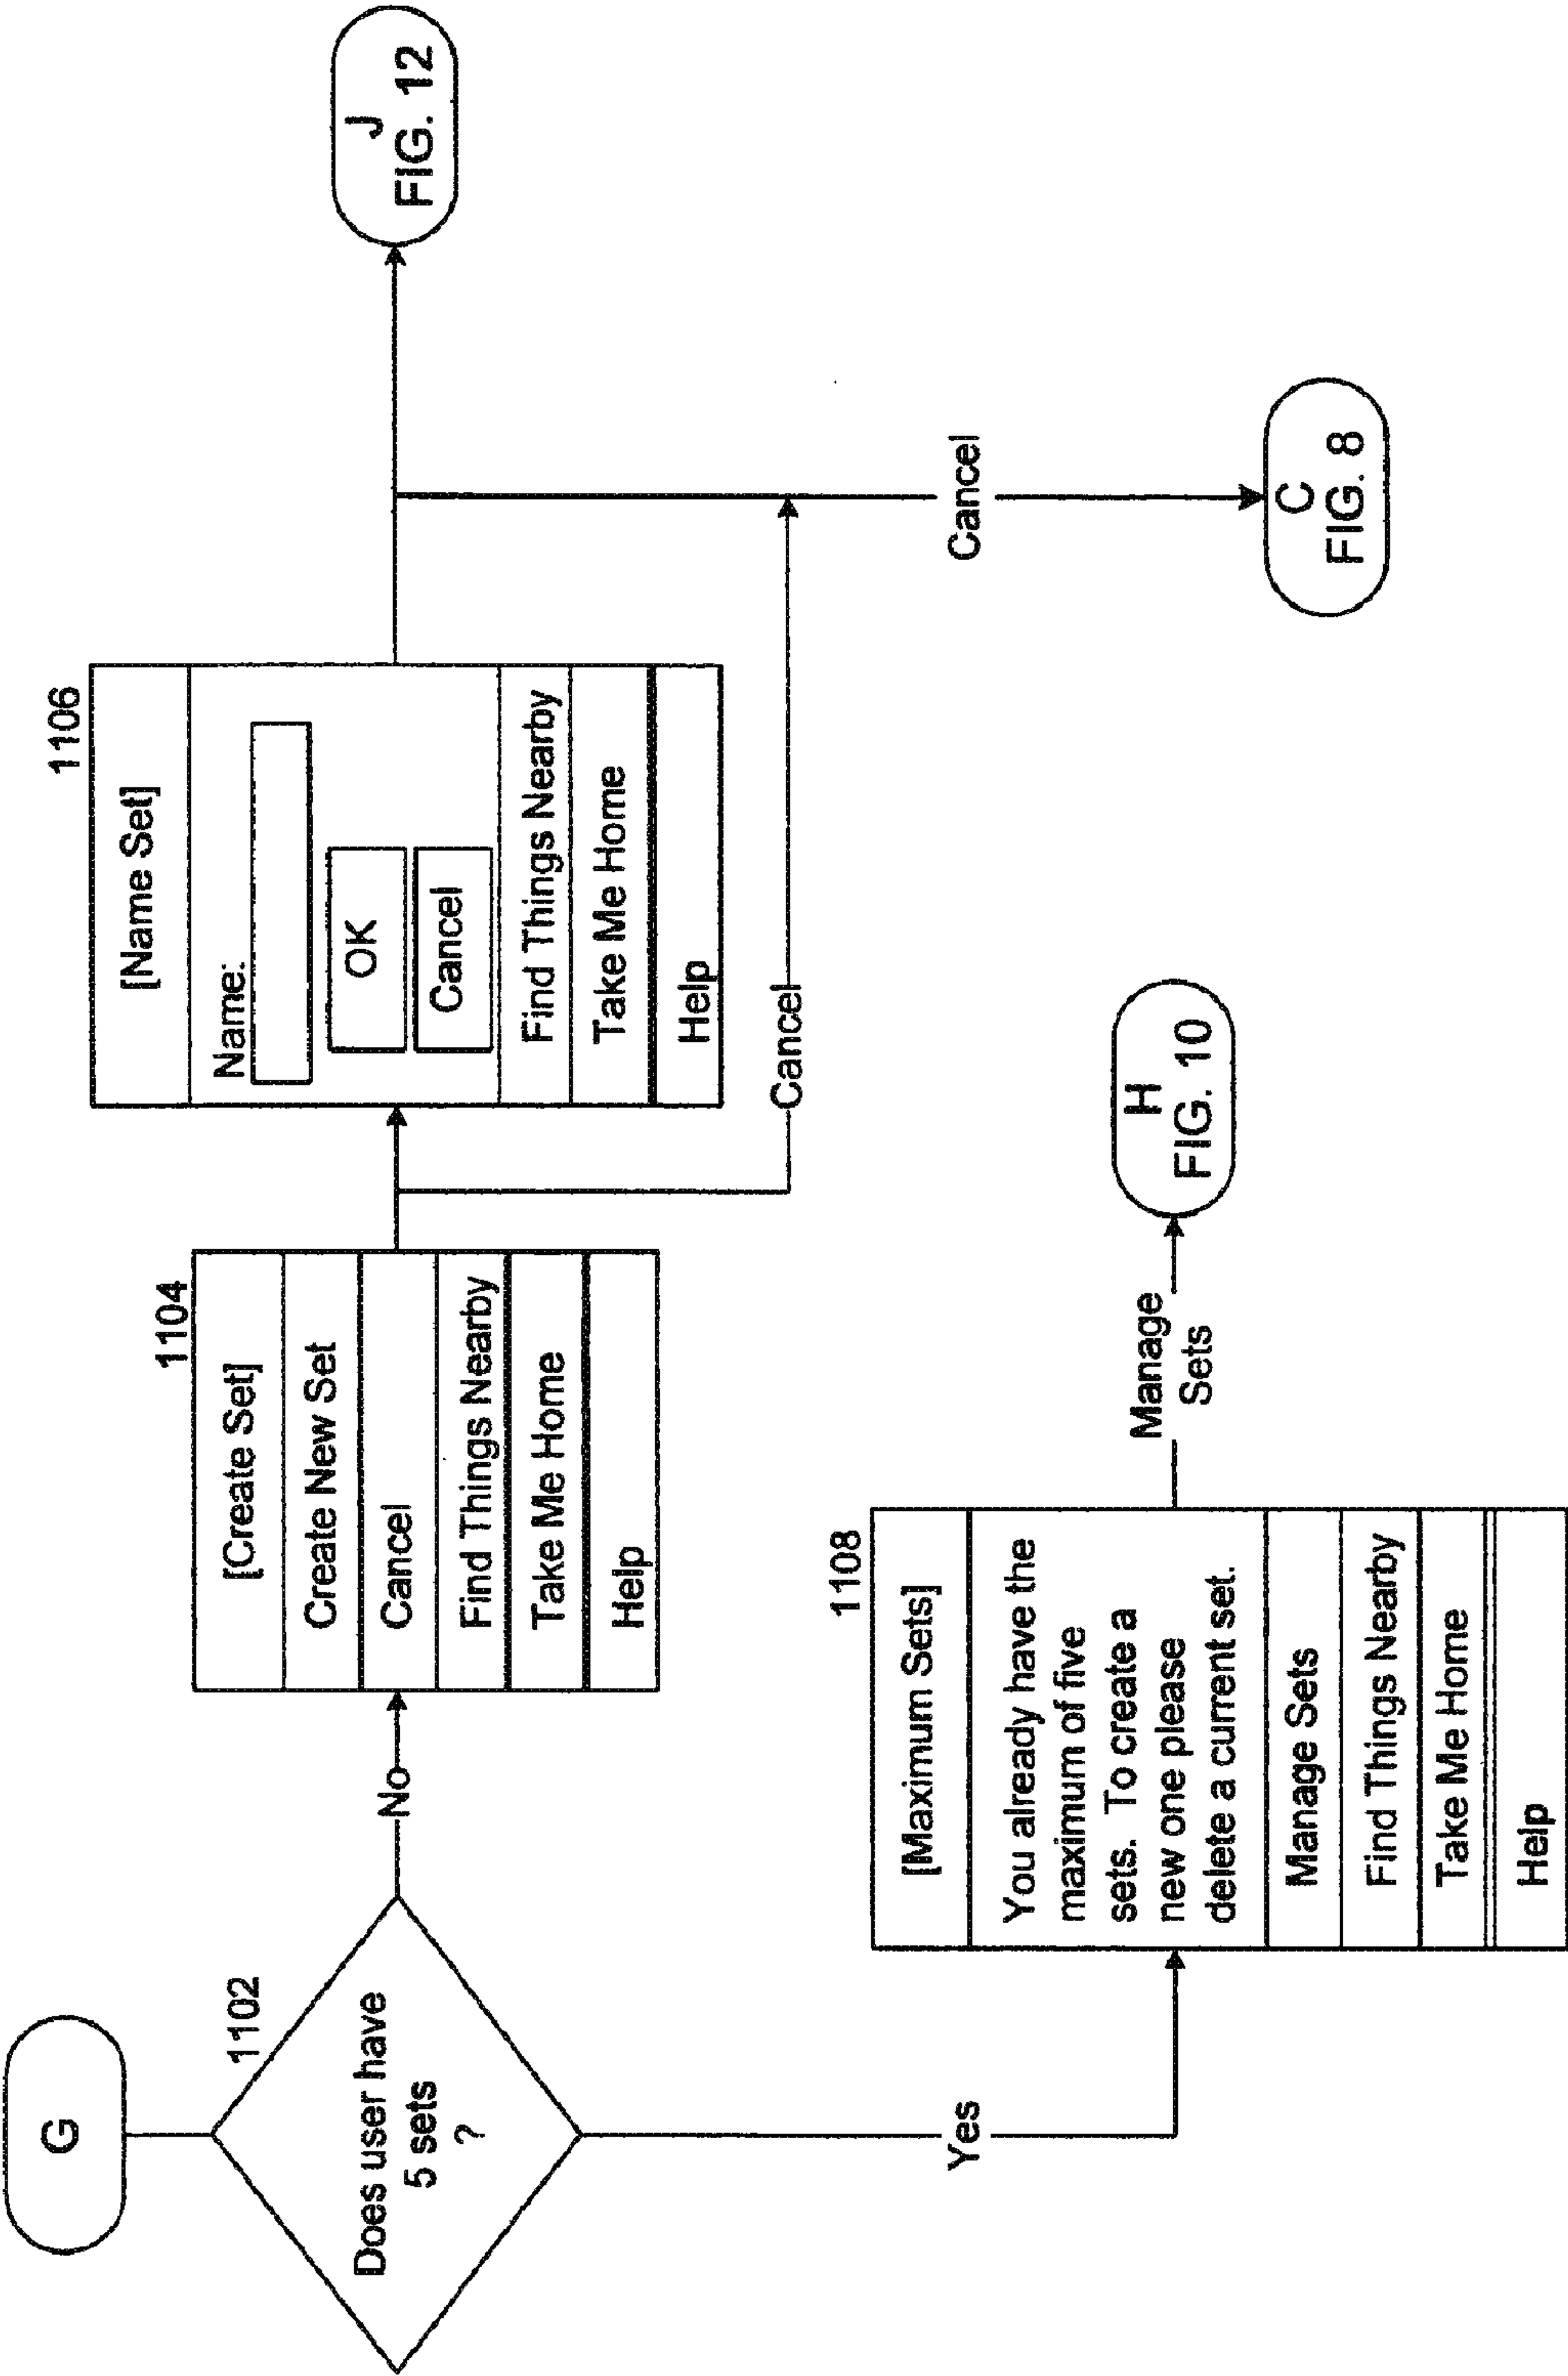 G
1102
Does user have
5 sets
?
No
Yes
1104
[Create Set]
Create New Set
Cancel
Find Things Nearby
Take Me Home
Help
1106
[Name Set]
Name:
OK
Cancel
Find Things Nearby
Take Me Home
Help
Cancel
J
FIG. 12
Cancel
C
FIG. 8
1108
[Maximum Sets]
You already have the
maximum of five
sets. To create a
new one please
delete a current set.
Manage Sets
Find Things Nearby
Take Me Home
Help
Manage
Sets
H
FIG. 10